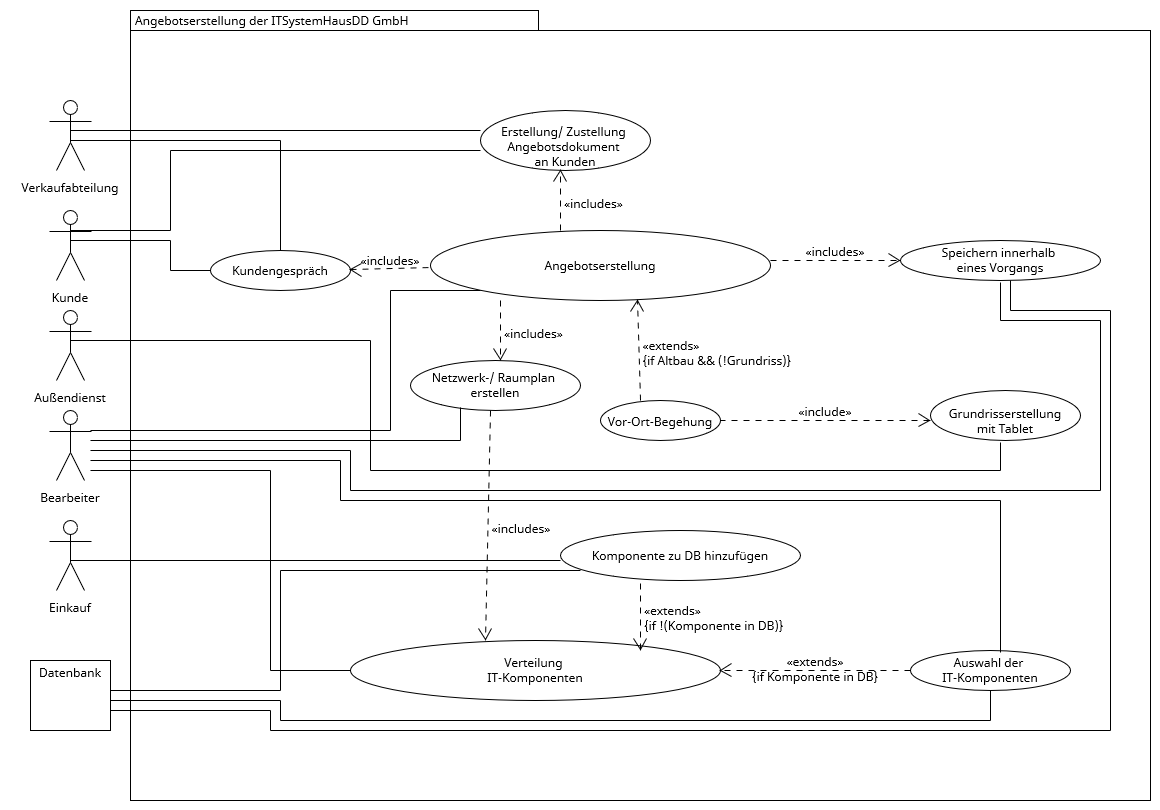 Angebotserstellung der ITSystemHausDD GmbH
Erstellung/ Zustellung
Angebotsdokument
an Kunden
Verkaufabteilung
«includes»
Kundengespräch
«includes»
Angebotserstellung
«includes»
Speichern innerhalb
eines Vorgangs
Kunde
«includes»
«extends»
{if Altbau && (!Grundriss)}
Netzwerk-/ Raumplan
erstellen
Außendienst
Vor-Ort-Begehung
«include»
Grundrisserstellung
mit Tablet
Bearbeiter
«includes»
Komponente zu DB hinzufügen
Einkauf
«extends»
{if !(Komponente in DB)}
Datenbank
Verteilung
IT-Komponenten
«extends»
{if Komponente in DB}
Auswahl der
IT-Komponenten